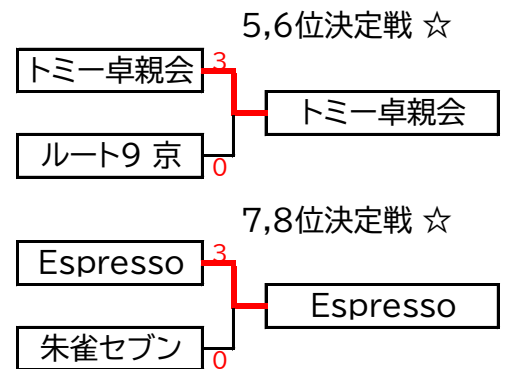 5,6位決定戦 ☆
トミー卓親会
3
トミー卓親会
ルート9 京
0
7,8位決定戦 ☆
Espresso
3
Espresso
朱雀セブン
0